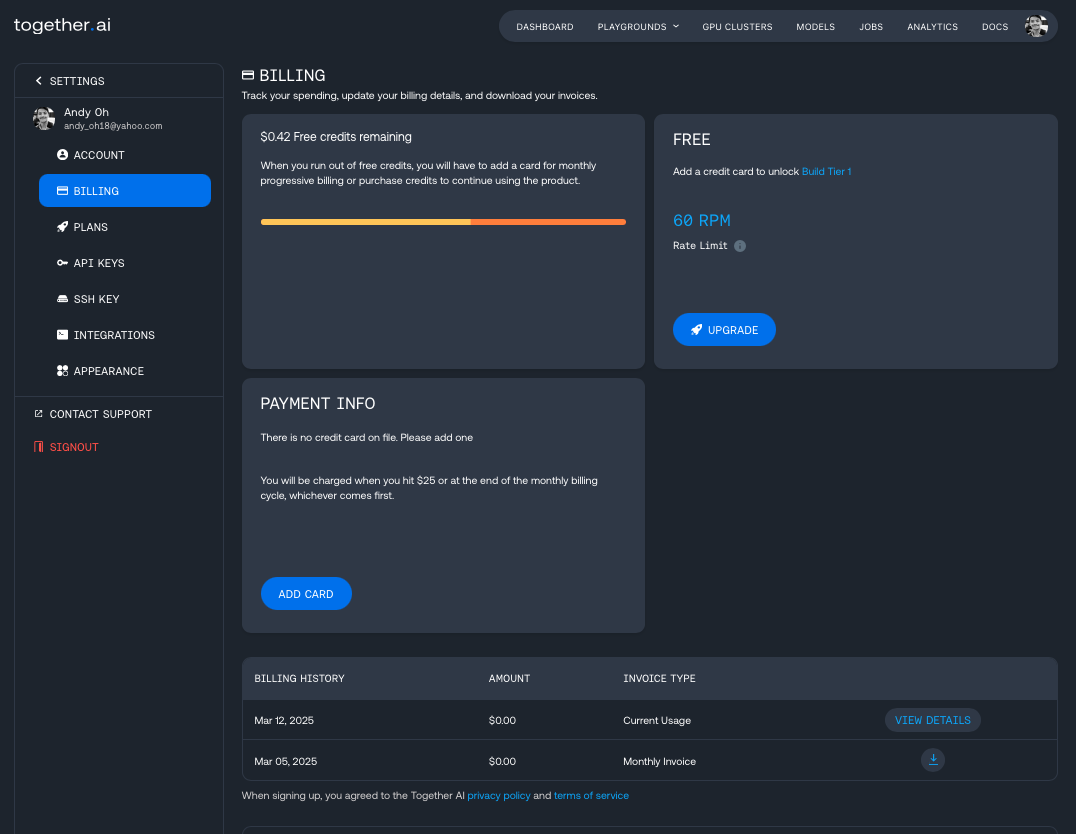 together.ai
DASHBOARD PLAYGROUNDS GPU CLUSTERS MODELS JOBS ANALYTICS DOCS
SETTINGS
Andy Oh
andy_oh18@yahoo.com
ACCOUNT
BILLING
PLANS
API KEYS
SSH KEY
INTEGRATIONS
APPEARANCE
CONTACT SUPPORT
SIGNOUT
BILLING
Track your spending, update your billing details, and download your invoices.
$0.42 Free credits remaining
When you run out of free credits, you will have to add a card for monthly
progressive billing or purchase credits to continue using the product.
FREE
Add a credit card to unlock Build Tier 1
60 RPM
Rate Limit
UPGRADE
PAYMENT INFO
There is no credit card on file. Please add one
You will be charged when you hit $25 or at the end of the monthly billing
cycle, whichever comes first.
ADD CARD
BILLING HISTORY AMOUNT INVOICE TYPE
Mar 12, 2025 $0.00 Current Usage VIEW DETAILS
Mar 05, 2025 $0.00 Monthly Invoice
When signing up, you agreed to the Together AI privacy policy and terms of service